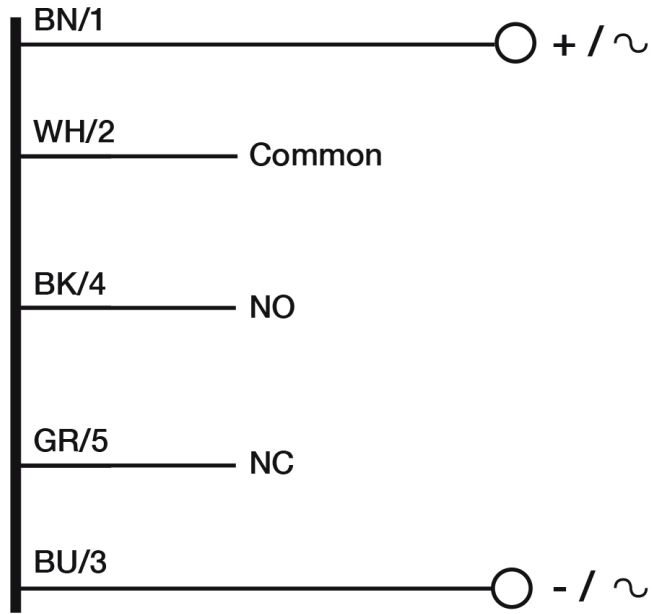 BN/1
+ / ∿
WH/2
Common
BK/4
NO
GR/5
NC
BU/3
- / ∿